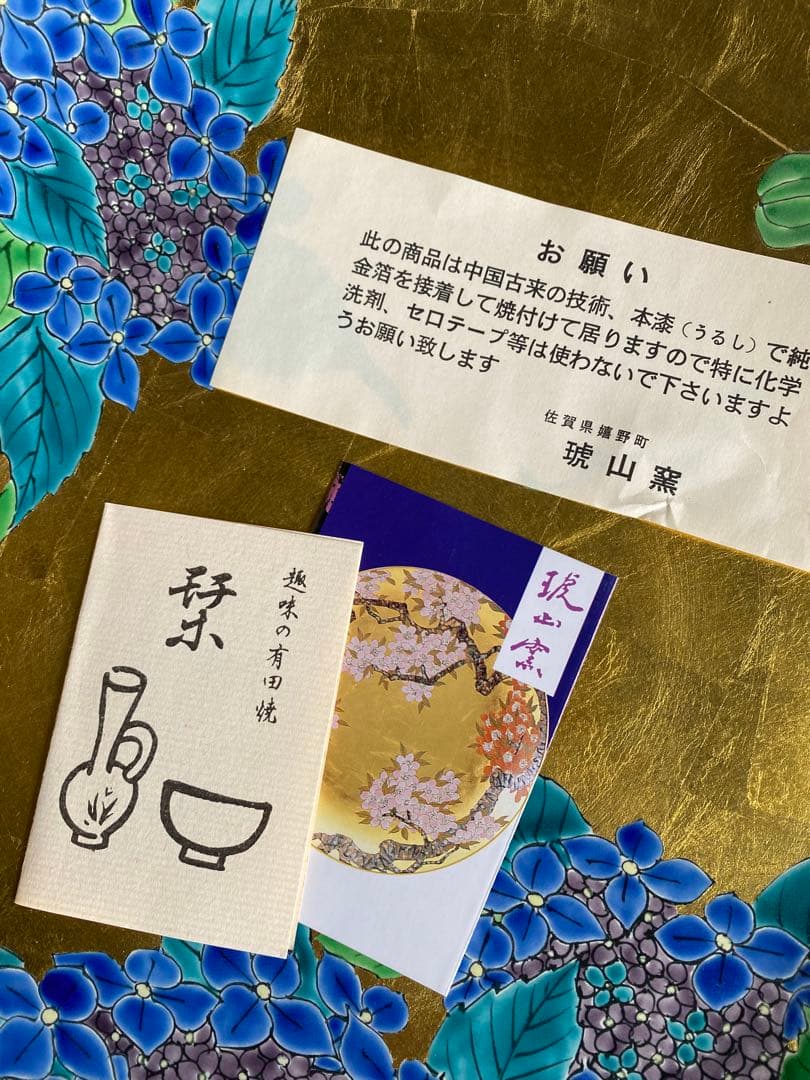 お願い
此の商品は中国古来の技術、本漆（うるし）で純
金箔を接着して焼付けて居りますので特に化学
洗剤、セロテープ等は使わないで下さいますよ
うお願い致します
佐賀県嬉野町
琥山窯
琥山窯
趣味の有田焼
栞